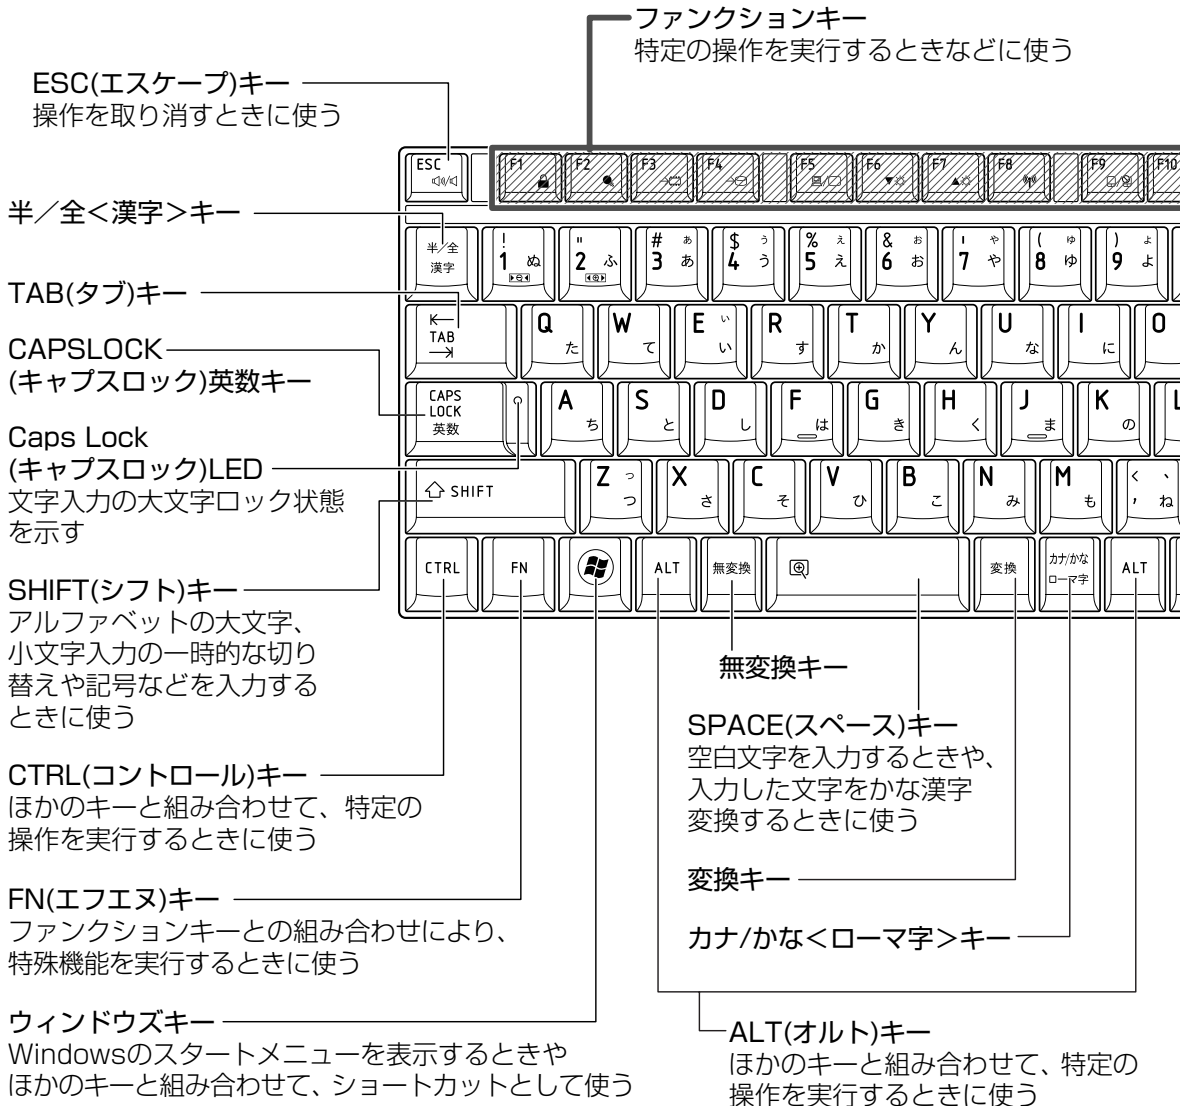 ファンクションキー
特定の操作を実行するときなどに使う
ESC(エスケープ)キー
操作を取り消すときに使う
ESC F1 F2 F3 F4 F5 F6 F7 F8 F9 F10
半／全＜漢字＞キー
半／全 ! " # ぁ $ ぅ % ぇ & ぉ ' ゃ ( ゅ ) ょ
漢字 1 ぬ 2 ふ 3 あ 4 う 5 え 6 お 7 や 8 ゆ 9 よ
TAB(タブ)キー
TAB Q た W て E ぃ い R す T か Y ん U な I に O
CAPSLOCK
(キャプスロック)英数キー
CAPS
LOCK
英数
A ち S と D し F は G き H く J ま K の L
Caps Lock
(キャプスロック)LED
文字入力の大文字ロック状態
を示す
SHIFT Z っ つ X さ C そ V ひ B こ N み M も < 、 , ね
SHIFT(シフト)キー
アルファベットの大文字、
小文字入力の一時的な切り
替えや記号などを入力する
ときに使う
CTRL FN ALT 無変換 変換 カナ/かな ALT
ローマ字
無変換キー
SPACE(スペース)キー
空白文字を入力するときや、
入力した文字をかな漢字
変換するときに使う
CTRL(コントロール)キー
ほかのキーと組み合わせて、特定の
操作を実行するときに使う
変換キー
FN(エフエヌ)キー
ファンクションキーとの組み合わせにより、
特殊機能を実行するときに使う
カナ/かな＜ローマ字＞キー
ウィンドウズキー
Windowsのスタートメニューを表示するときや
ほかのキーと組み合わせて、ショートカットとして使う
ALT(オルト)キー
ほかのキーと組み合わせて、特定の
操作を実行するときに使う